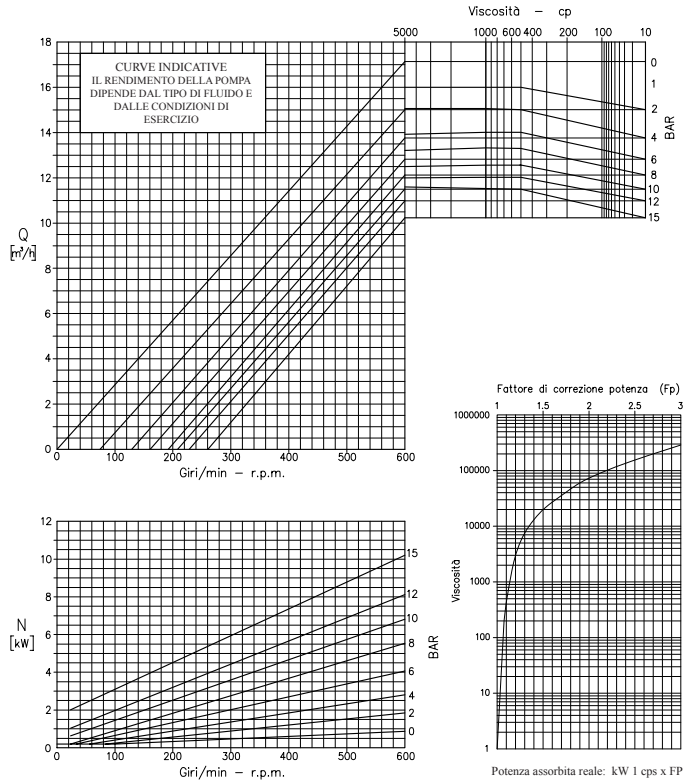 Viscosità – cp
5000 1000 600 400 200 100 10
18
16
14
12
10
8
6
4
2
0
CURVE INDICATIVE
IL RENDIMENTO DELLA POMPA
DIPENDE DAL TIPO DI FLUIDO E
DALLE CONDIZIONI DI
ESERCIZIO
Q
[m³/h]
0 100 200 300 400 500 600
Giri/min – r.p.m.
0
1
2
4
6
8
10
12
15
BAR
Fattore di correzione potenza (Fp)
1 1.5 2 2.5 3
1000000
100000
10000
1000
100
10
1
Viscosità
Potenza assorbita reale: kW 1 cps x FP
12
10
8
6
4
2
0
N
[kW]
15
12
10
8
6
4
2
0
BAR
0 100 200 300 400 500 600
Giri/min – r.p.m.